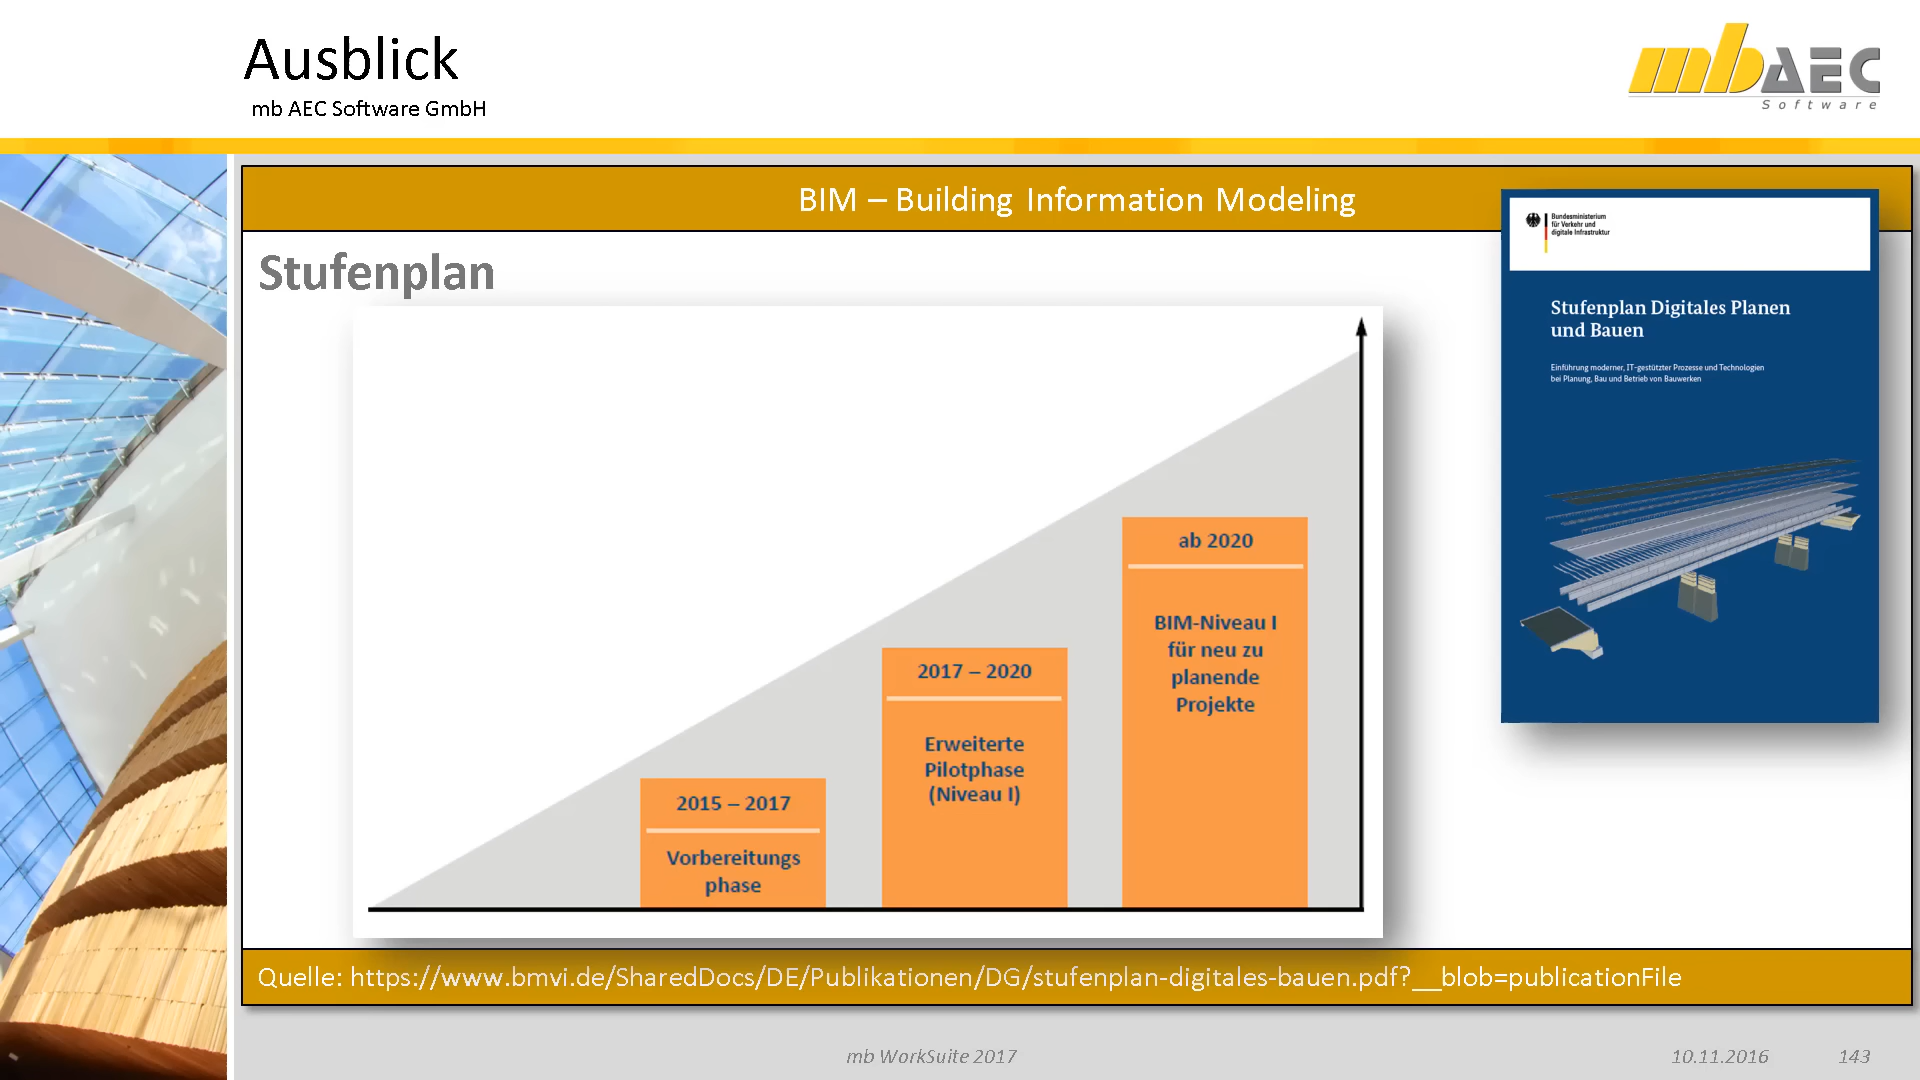 Ausblick
mb AEC Software GmbH
mbAEC
Software
BIM – Building Information Modeling
Stufenplan
Bundesministerium
für Verkehr und
digitale Infrastruktur
Stufenplan Digitales Planen
und Bauen
Einführung moderner, IT-gestützter Prozesse und Technologien
bei Planung, Bau und Betrieb von Bauwerken
2015 – 2017
Vorbereitungs
phase
2017 – 2020
Erweiterte
Pilotphase
(Niveau I)
ab 2020
BIM-Niveau I
für neu zu
planende
Projekte
Quelle: https://www.bmvi.de/SharedDocs/DE/Publikationen/DG/stufenplan-digitales-bauen.pdf?__blob=publicationFile
mb WorkSuite 2017
10.11.2016
143